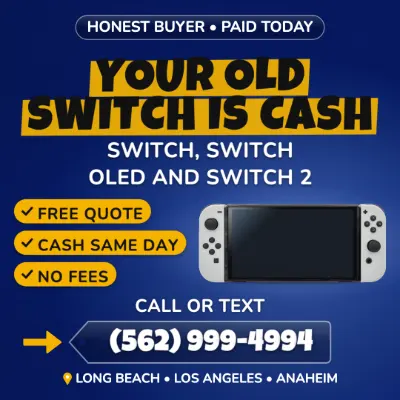 HONEST BUYER • PAID TODAY
YOUR OLD
SWITCH IS CASH
SWITCH, SWITCH
OLED AND SWITCH 2
FREE QUOTE
CASH SAME DAY
NO FEES
CALL OR TEXT
(562) 999-4994
LONG BEACH • LOS ANGELES • ANAHEIM